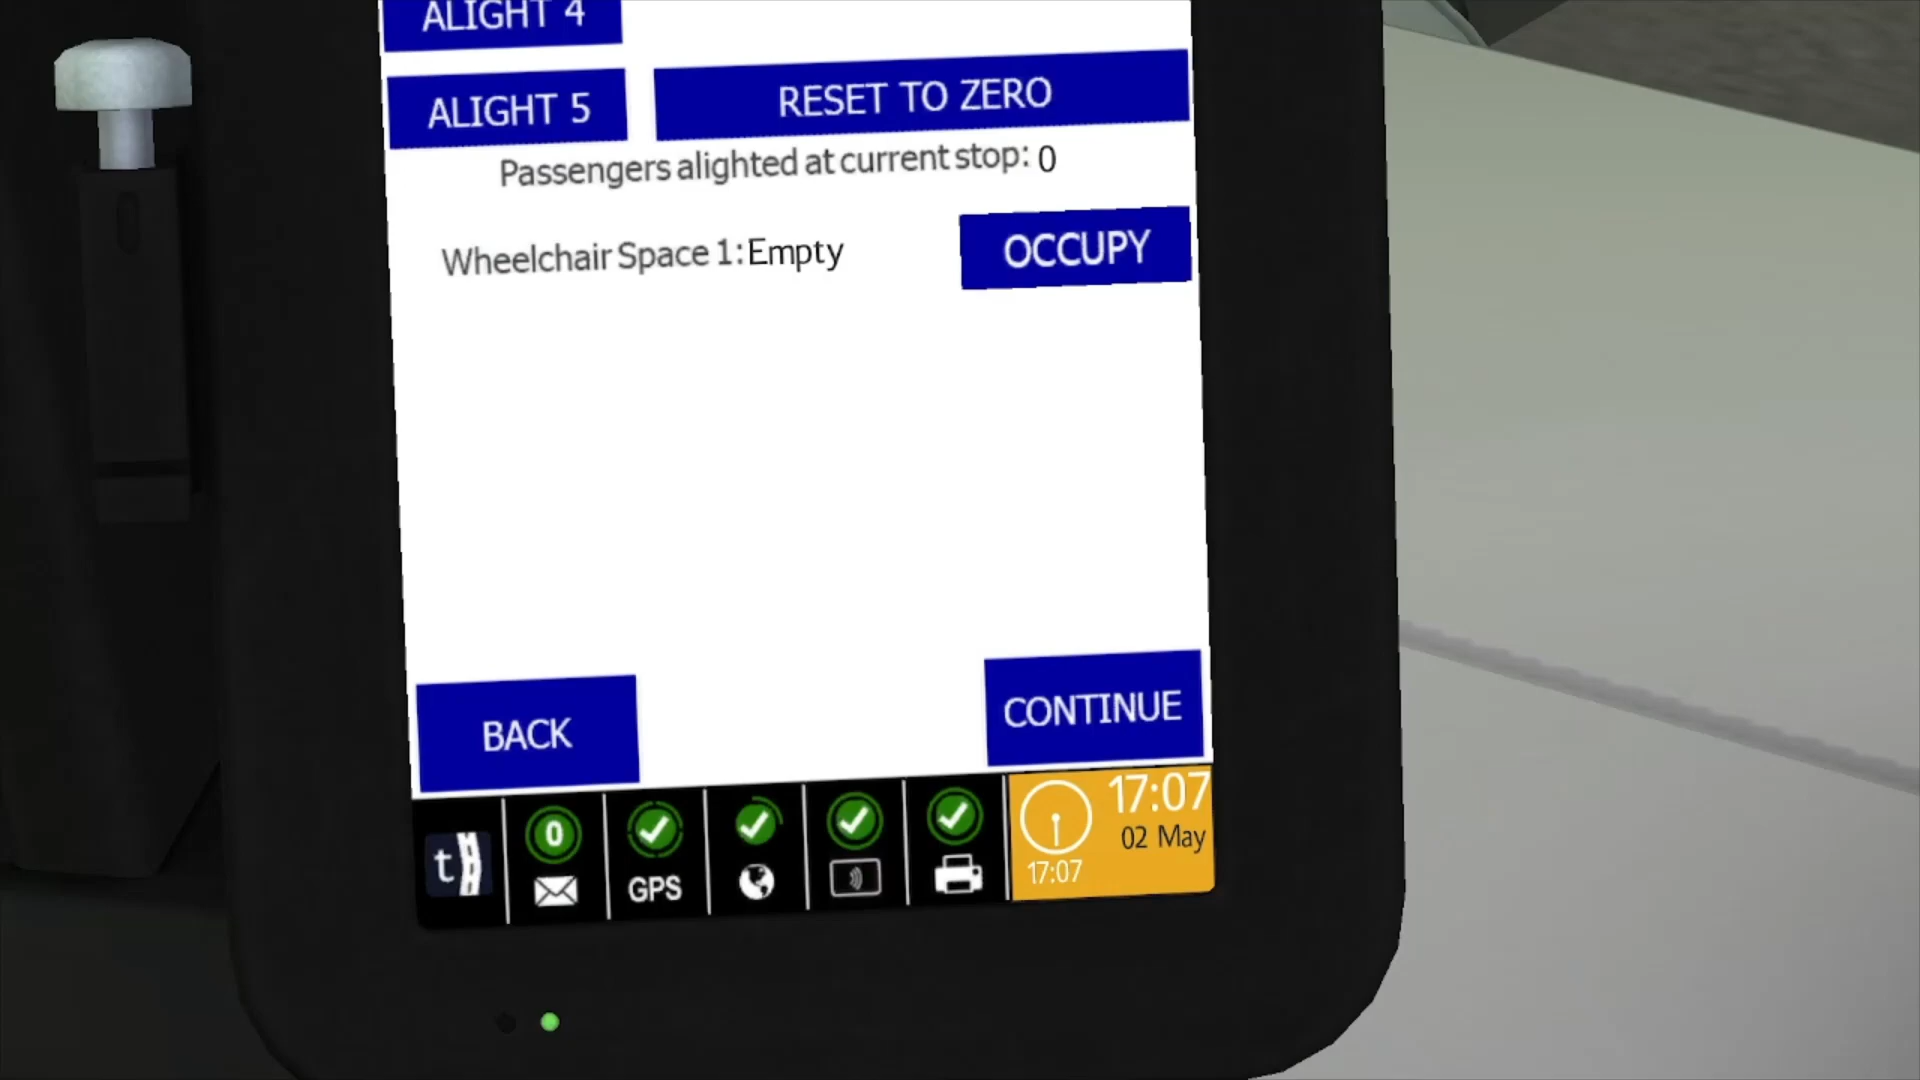 ALIGHT 4
ALIGHT 5
RESET TO ZERO
Passengers alighted at current stop: 0
Wheelchair Space 1: Empty
OCCUPY
BACK
CONTINUE
t
0
GPS
17:07
02 May
17:07